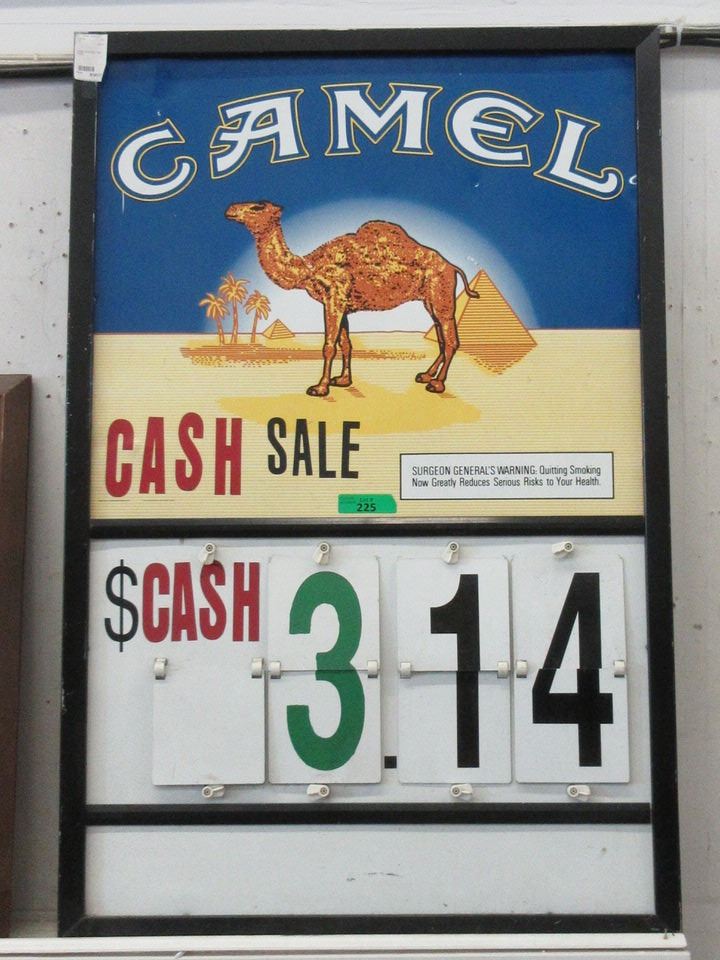 CAMEL
CASH SALE
SURGEON GENERAL'S WARNING: Quitting Smoking
Now Greatly Reduces Serious Risks to Your Health.
225
$CASH
3.14